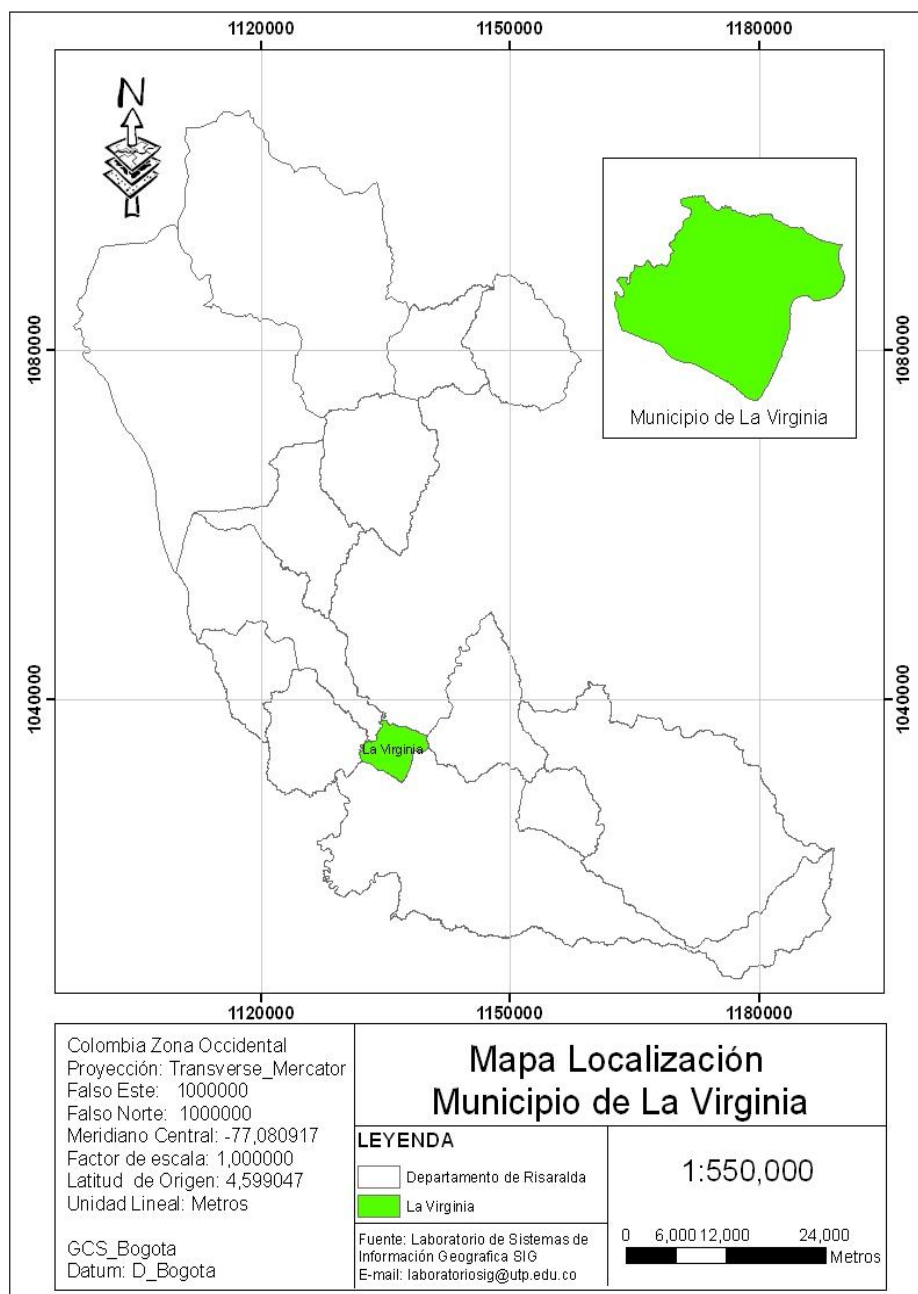 1120000 1150000 1180000
N
1080000 1080000
Municipio de La Virginia
1040000 1040000
La Virginia
1120000 1150000 1180000
Colombia Zona Occidental
Proyección: Transverse_Mercator
Falso Este: 1000000
Falso Norte: 1000000
Meridiano Central: -77,080917
Factor de escala: 1,000000
Latitud de Origen: 4,599047
Unidad Lineal: Metros
GCS_Bogota
Datum: D_Bogota
Mapa Localización
Municipio de La Virginia
LEYENDA
Departamento de Risaralda
La Virginia
Fuente: Laboratorio de Sistemas de
Información Geografica SIG
E-mail: laboratoriosig@utp.edu.co
1:550,000
0 6,000 12,000 24,000
Metros